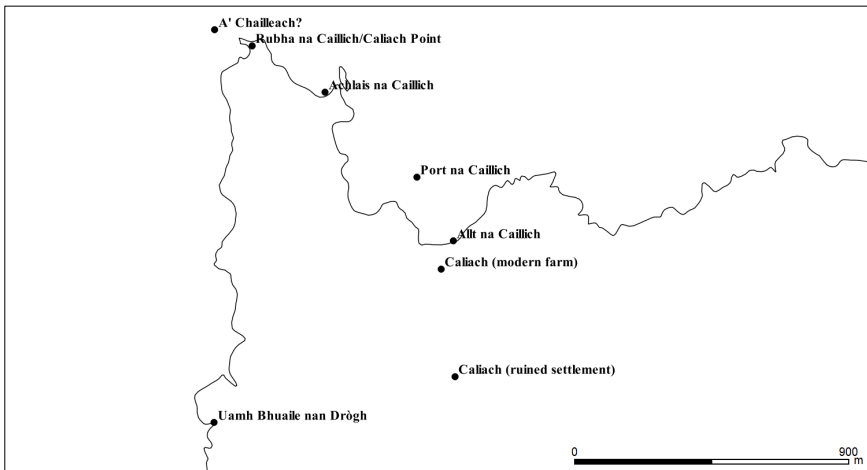 A' Chailleach?
Rubha na Caillich/Caliach Point
Achlais na Caillich
Port na Caillich
Allt na Caillich
Caliach (modern farm)
Caliach (ruined settlement)
Uamh Bhuaile nan Drògh
0 900
m